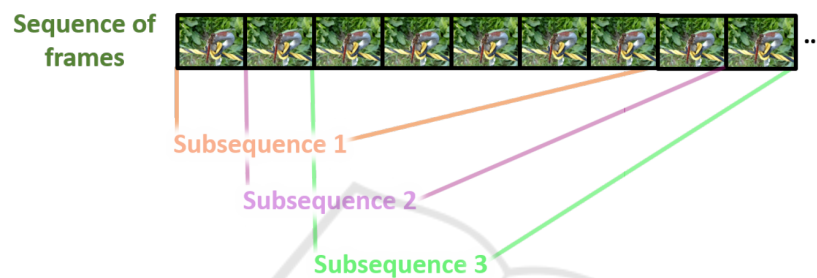 Sequence of
frames
..
Subsequence 1
Subsequence 2
Subsequence 3